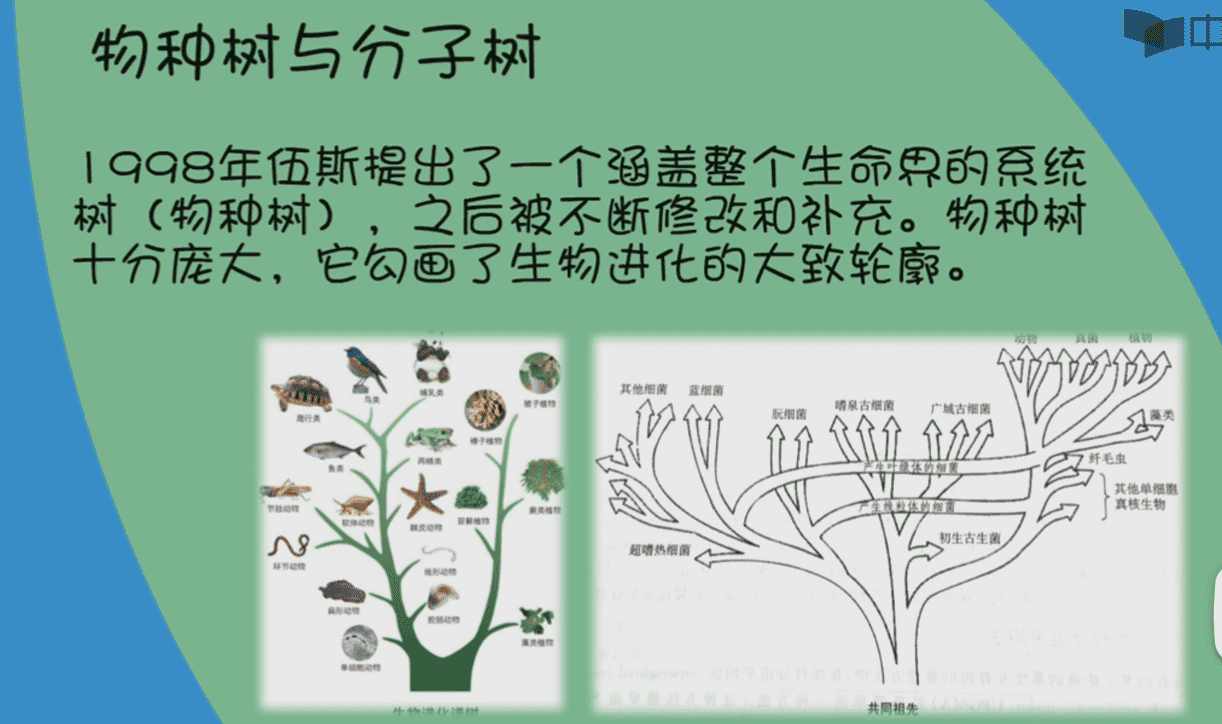 物种树与分子树
1998年伍斯提出了一个涵盖整个生命界的系统
树（物种树），之后被不断修改和补充。物种树
十分庞大，它勾画了生物进化的大致轮廓。
鸟类
哺乳类
爬行类
被子植物
裸子植物
两栖类
鱼类
节肢动物
软体动物
棘皮动物
苔藓植物
蕨类植物
环节动物
线形动物
扁形动物
腔肠动物
单细胞动物
藻类植物
生物进化谱树
动物
真菌
植物
其他细菌
蓝细菌
阮细菌
嗜泉古细菌
广域古细菌
藻类
产生叶绿体的细菌
纤毛虫
产生线粒体的细菌
其他单细胞
真核生物
初生古生菌
超嗜热细菌
共同祖先